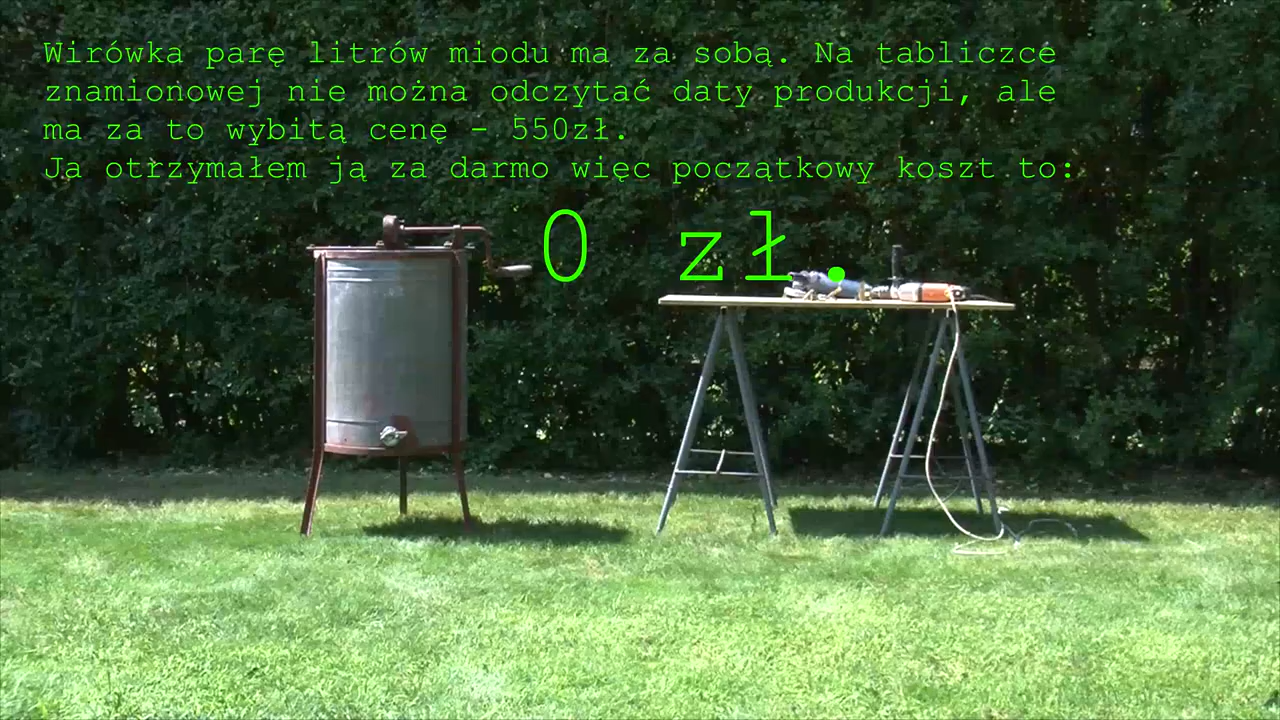 Wirówka parę litrów miodu ma za sobą. Na tabliczce
znamionowej nie można odczytać daty produkcji, ale
ma za to wybitą cenę - 550zł.
Ja otrzymałem ją za darmo więc początkowy koszt to:
0 zł.